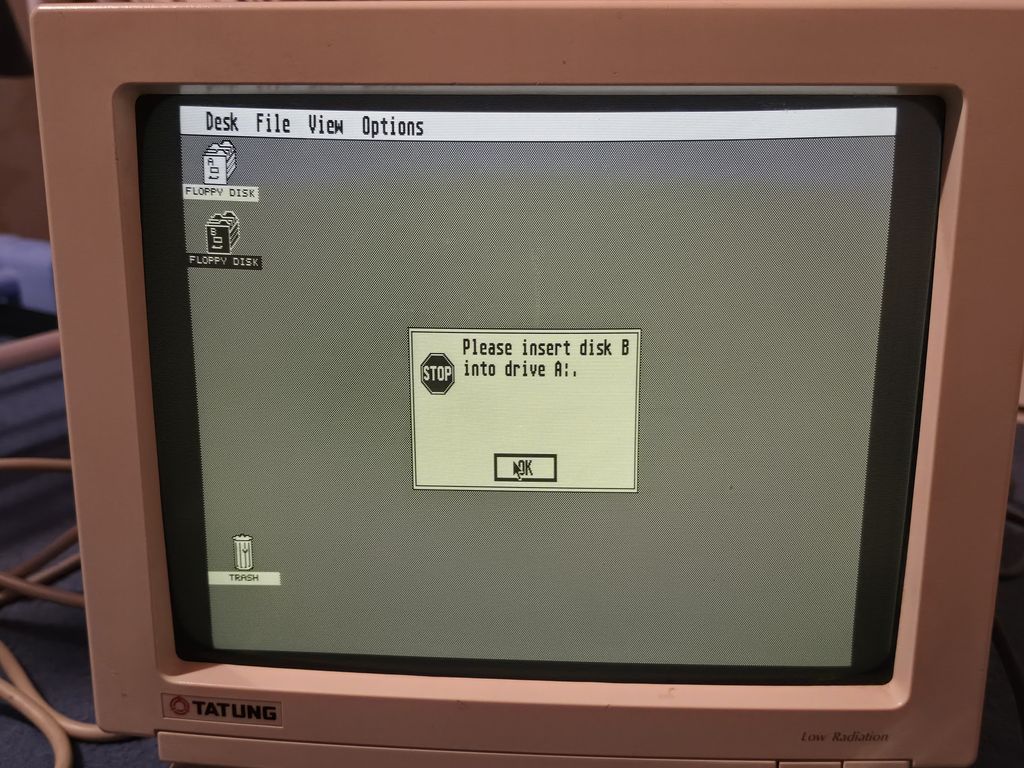 Desk File View Options
A
FLOPPY DISK
B
FLOPPY DISK
Please insert disk B
STOP
into drive A:.
OK
TRASH
TATUNG
Low Radiation